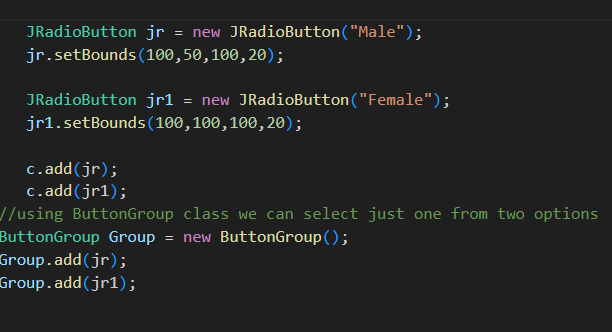 JRadioButton jr = new JRadioButton("Male");
jr.setBounds(100,50,100,20);
JRadioButton jr1 = new JRadioButton("Female");
jr1.setBounds(100,100,100,20);
c.add(jr);
c.add(jr1);
//using ButtonGroup class we can select just one from two options
ButtonGroup Group = new ButtonGroup();
Group.add(jr);
Group.add(jr1);